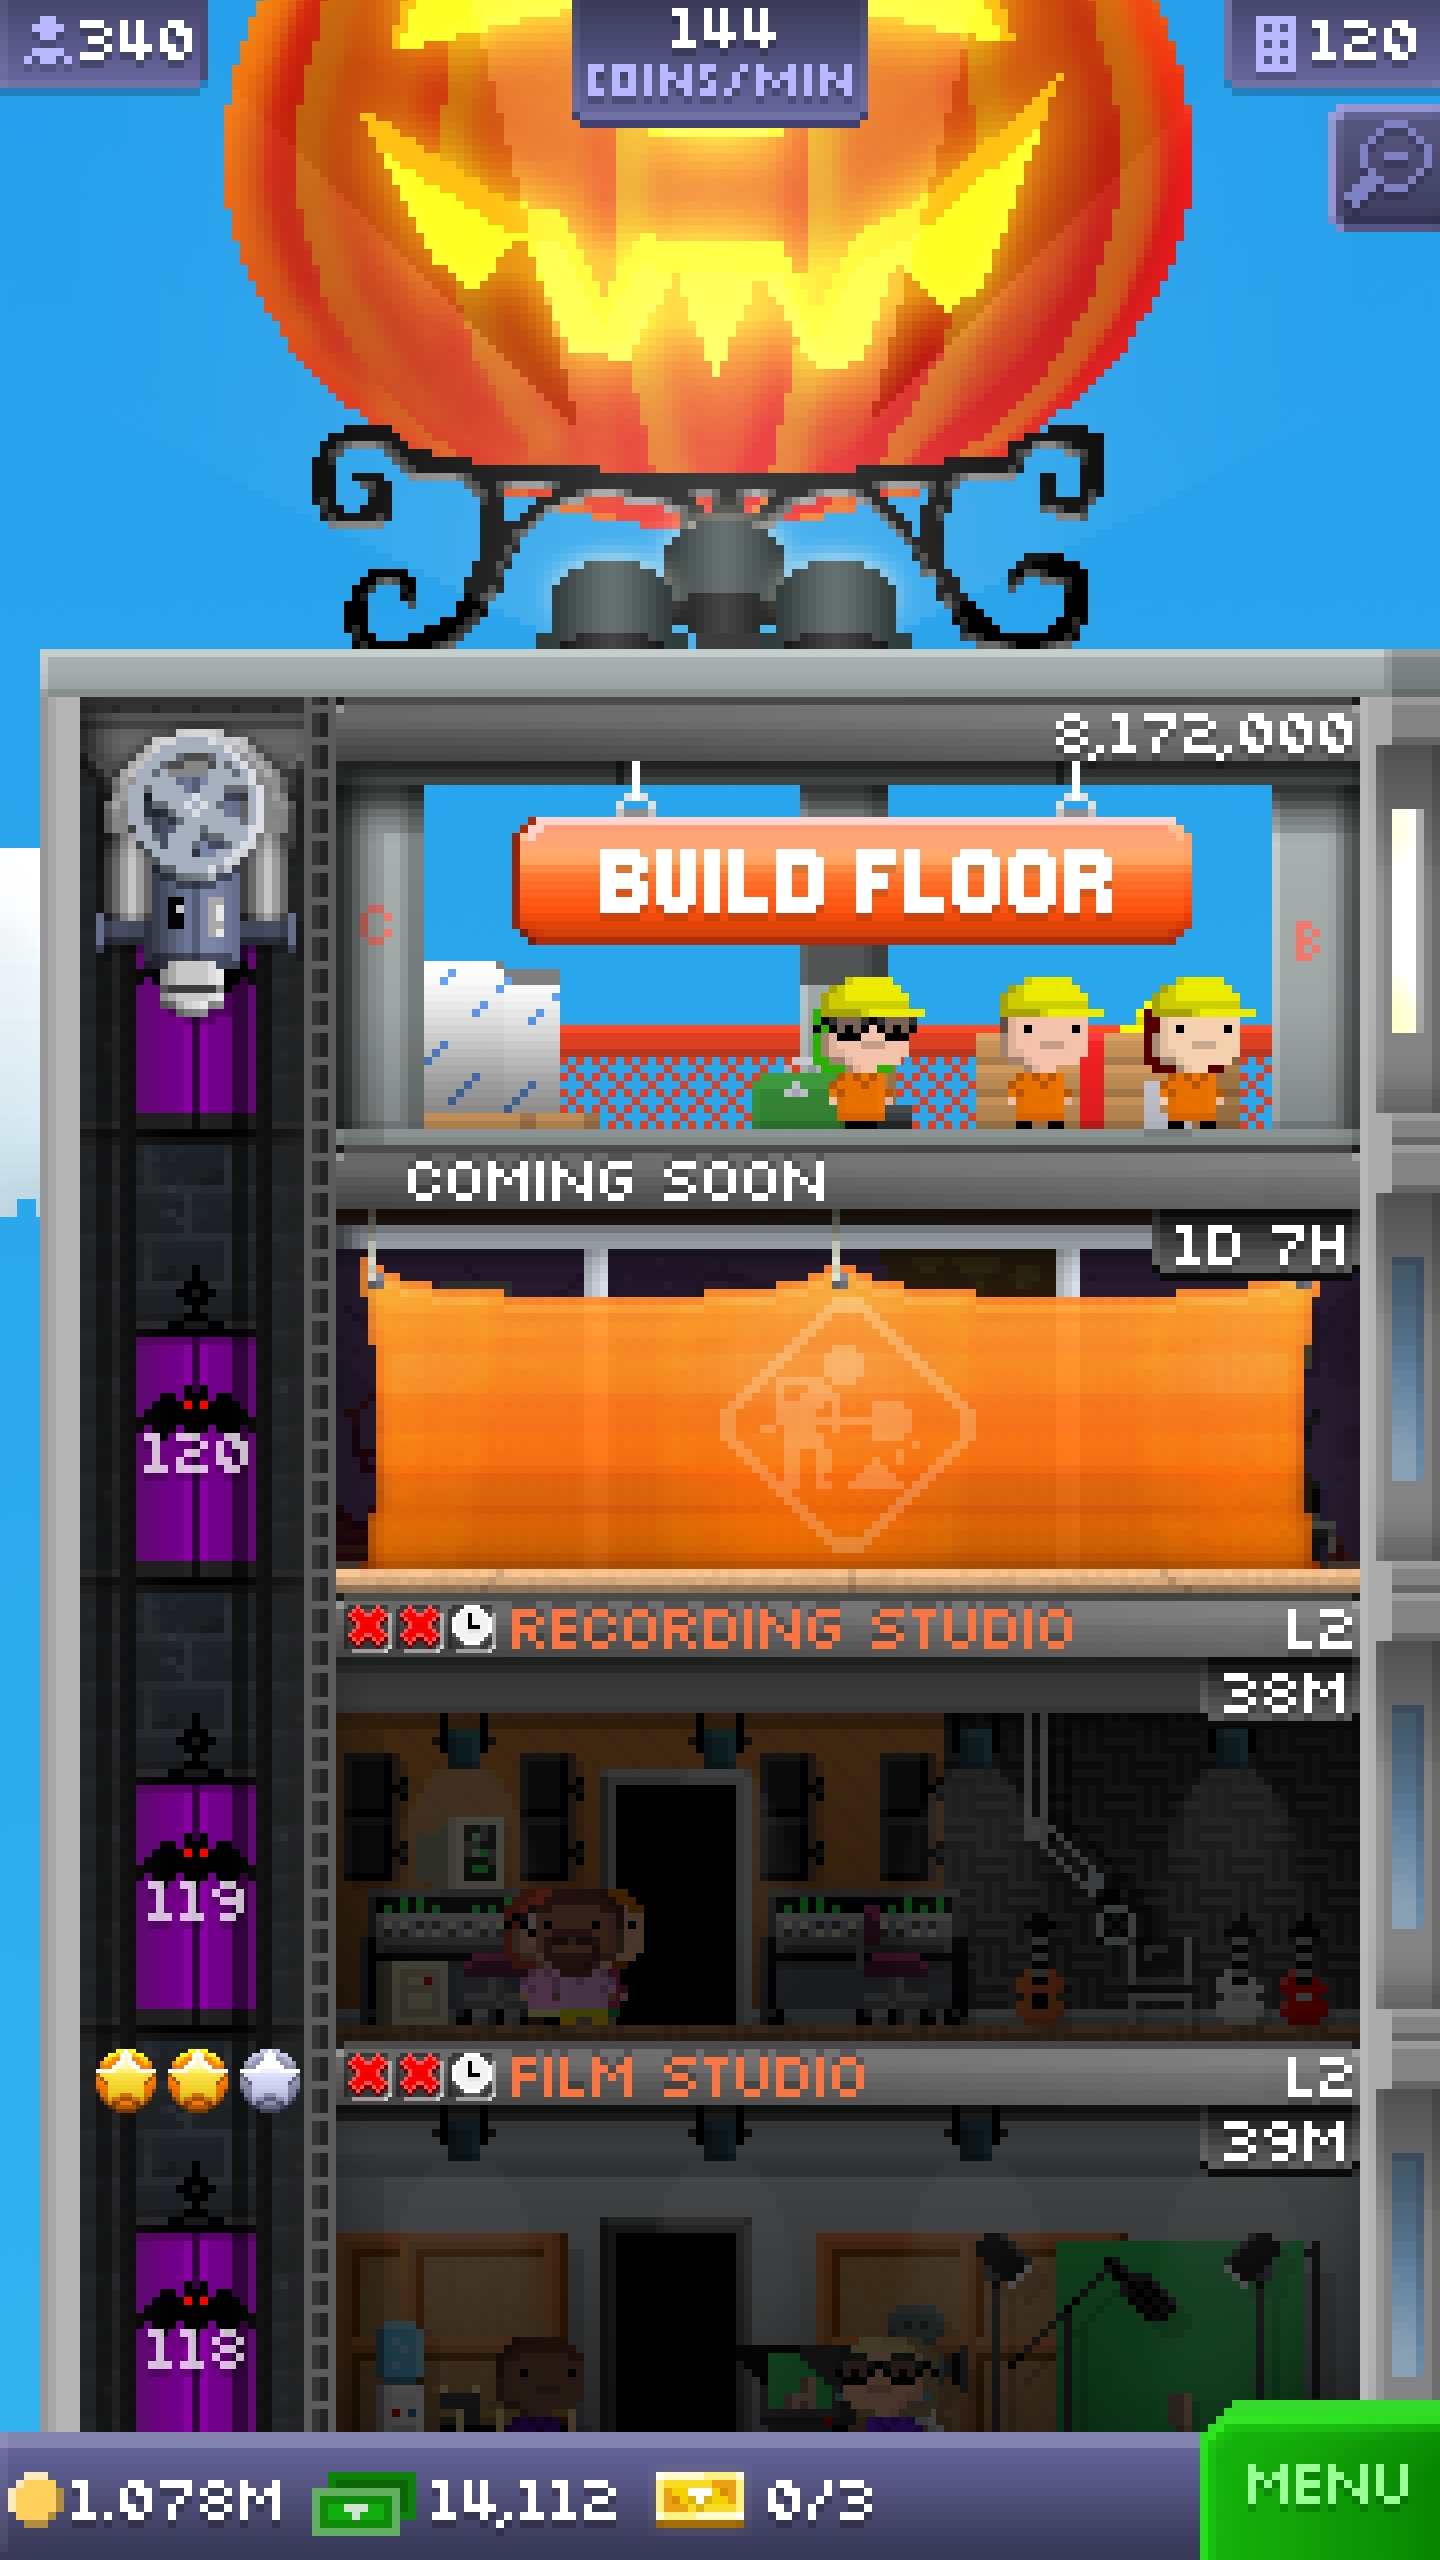 340
144
COINS/MIN
120
8,172,000
BUILD FLOOR
C
B
COMING SOON
1D 7H
120
RECORDING STUDIO L2
38M
119
FILM STUDIO L2
39M
118
1.078M 14,112 0/3
MENU